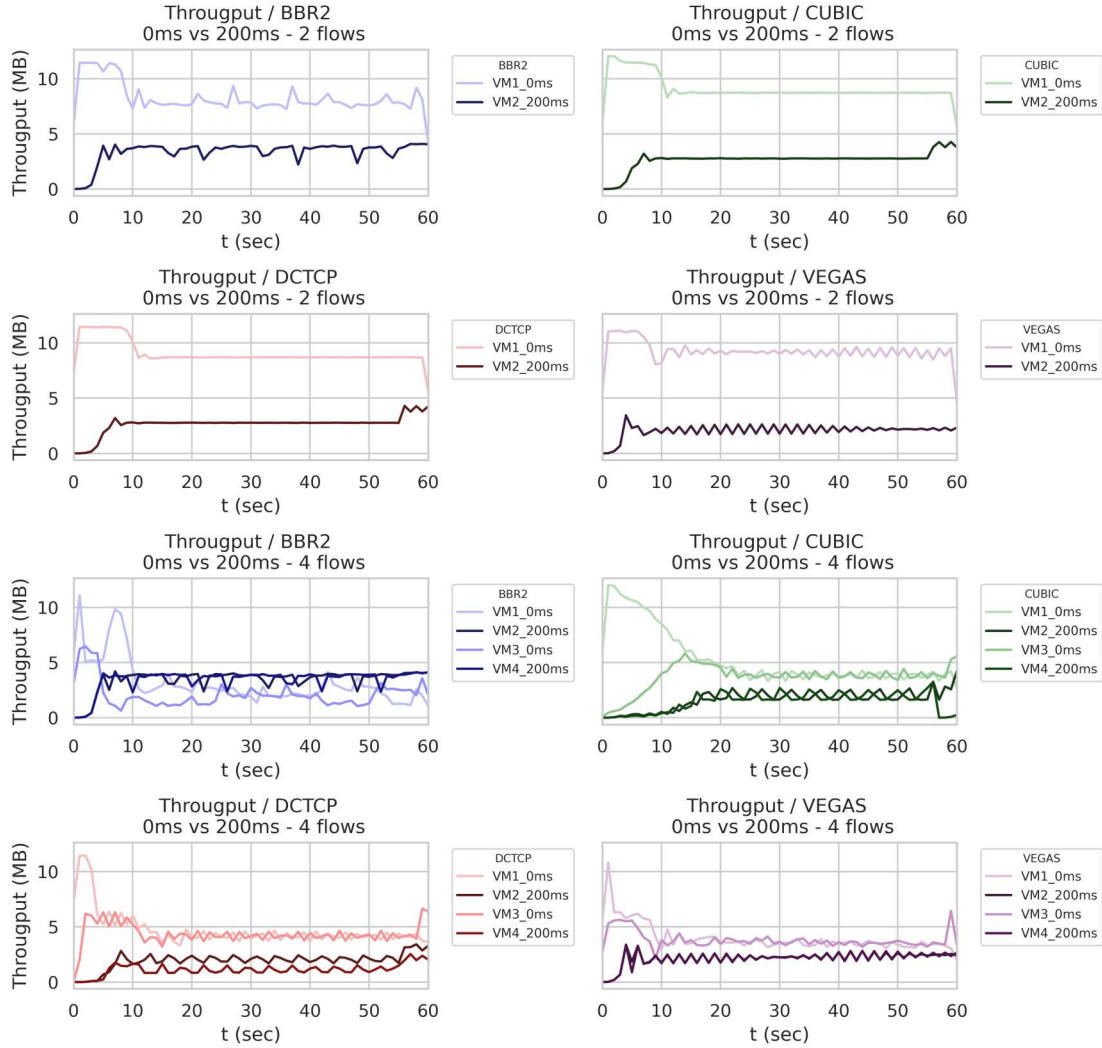 Througput / BBR2
0ms vs 200ms - 2 flows
Througput (MB)
10
5
0
0 10 20 30 40 50 60
t (sec)
BBR2
VM1_0ms
VM2_200ms
Througput / CUBIC
0ms vs 200ms - 2 flows
0 10 20 30 40 50 60
t (sec)
CUBIC
VM1_0ms
VM2_200ms
Througput / DCTCP
0ms vs 200ms - 2 flows
Througput (MB)
10
5
0
0 10 20 30 40 50 60
t (sec)
DCTCP
VM1_0ms
VM2_200ms
Througput / VEGAS
0ms vs 200ms - 2 flows
0 10 20 30 40 50 60
t (sec)
VEGAS
VM1_0ms
VM2_200ms
Througput / BBR2
0ms vs 200ms - 4 flows
Througput (MB)
10
5
0
0 10 20 30 40 50 60
t (sec)
BBR2
VM1_0ms
VM2_200ms
VM3_0ms
VM4_200ms
Througput / CUBIC
0ms vs 200ms - 4 flows
0 10 20 30 40 50 60
t (sec)
CUBIC
VM1_0ms
VM2_200ms
VM3_0ms
VM4_200ms
Througput / DCTCP
0ms vs 200ms - 4 flows
Througput (MB)
10
5
0
0 10 20 30 40 50 60
t (sec)
DCTCP
VM1_0ms
VM2_200ms
VM3_0ms
VM4_200ms
Througput / VEGAS
0ms vs 200ms - 4 flows
0 10 20 30 40 50 60
t (sec)
VEGAS
VM1_0ms
VM2_200ms
VM3_0ms
VM4_200ms